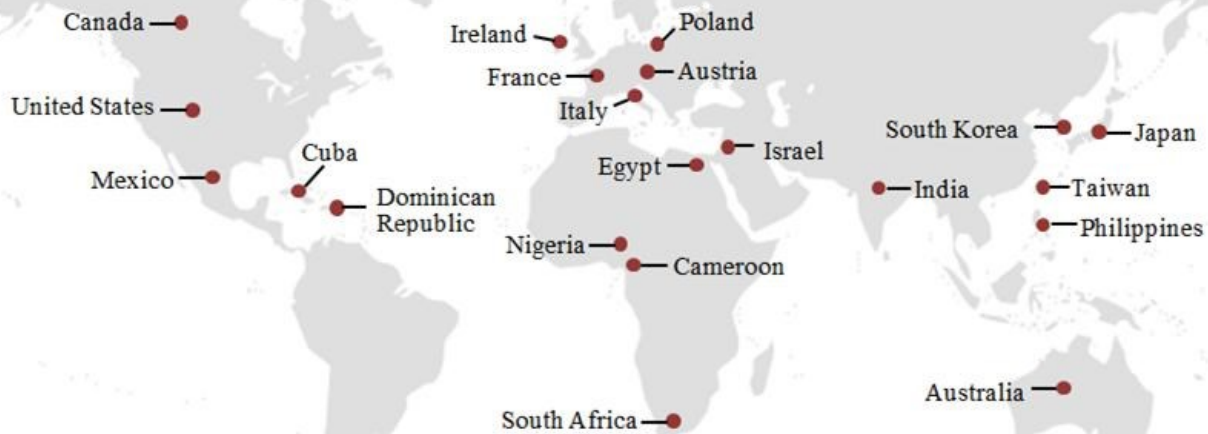 Canada
Ireland
Poland
France
Austria
United States
Italy
South Korea
Japan
Cuba
Israel
Egypt
Mexico
India
Taiwan
Dominican
Republic
Philippines
Nigeria
Cameroon
Australia
South Africa